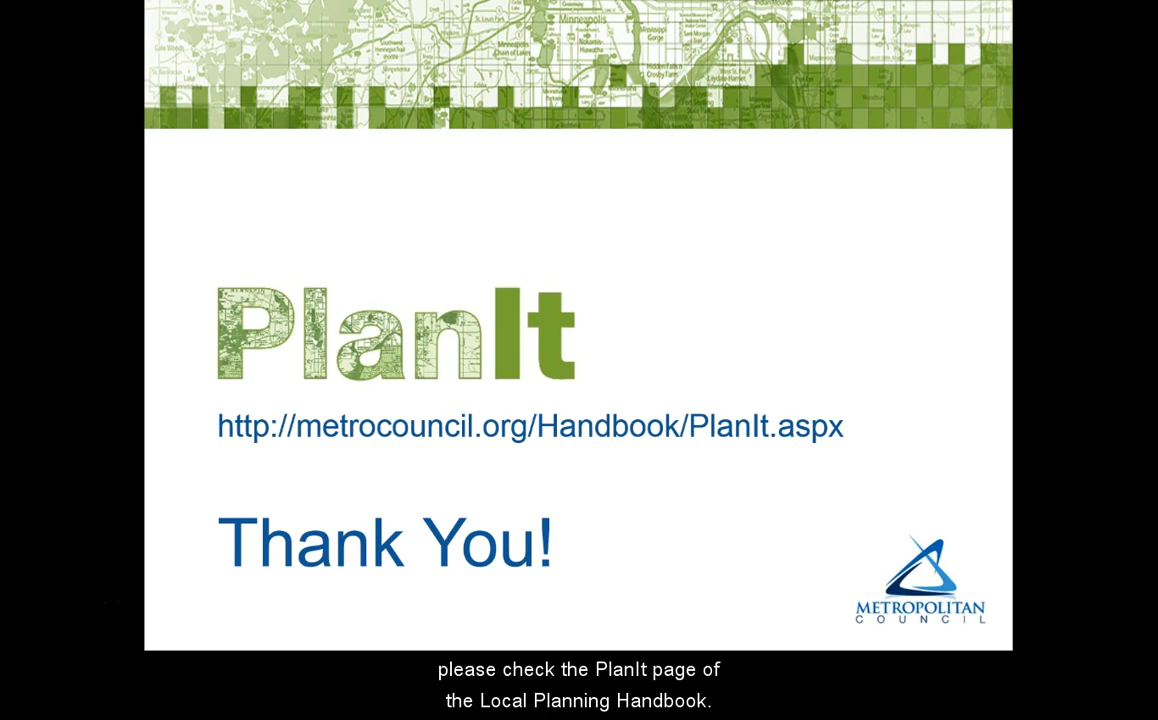 Minneapolis
PlanIt
http://metrocouncil.org/Handbook/PlanIt.aspx
Thank You!
METROPOLITAN
COUNCIL
please check the PlanIt page of
the Local Planning Handbook.